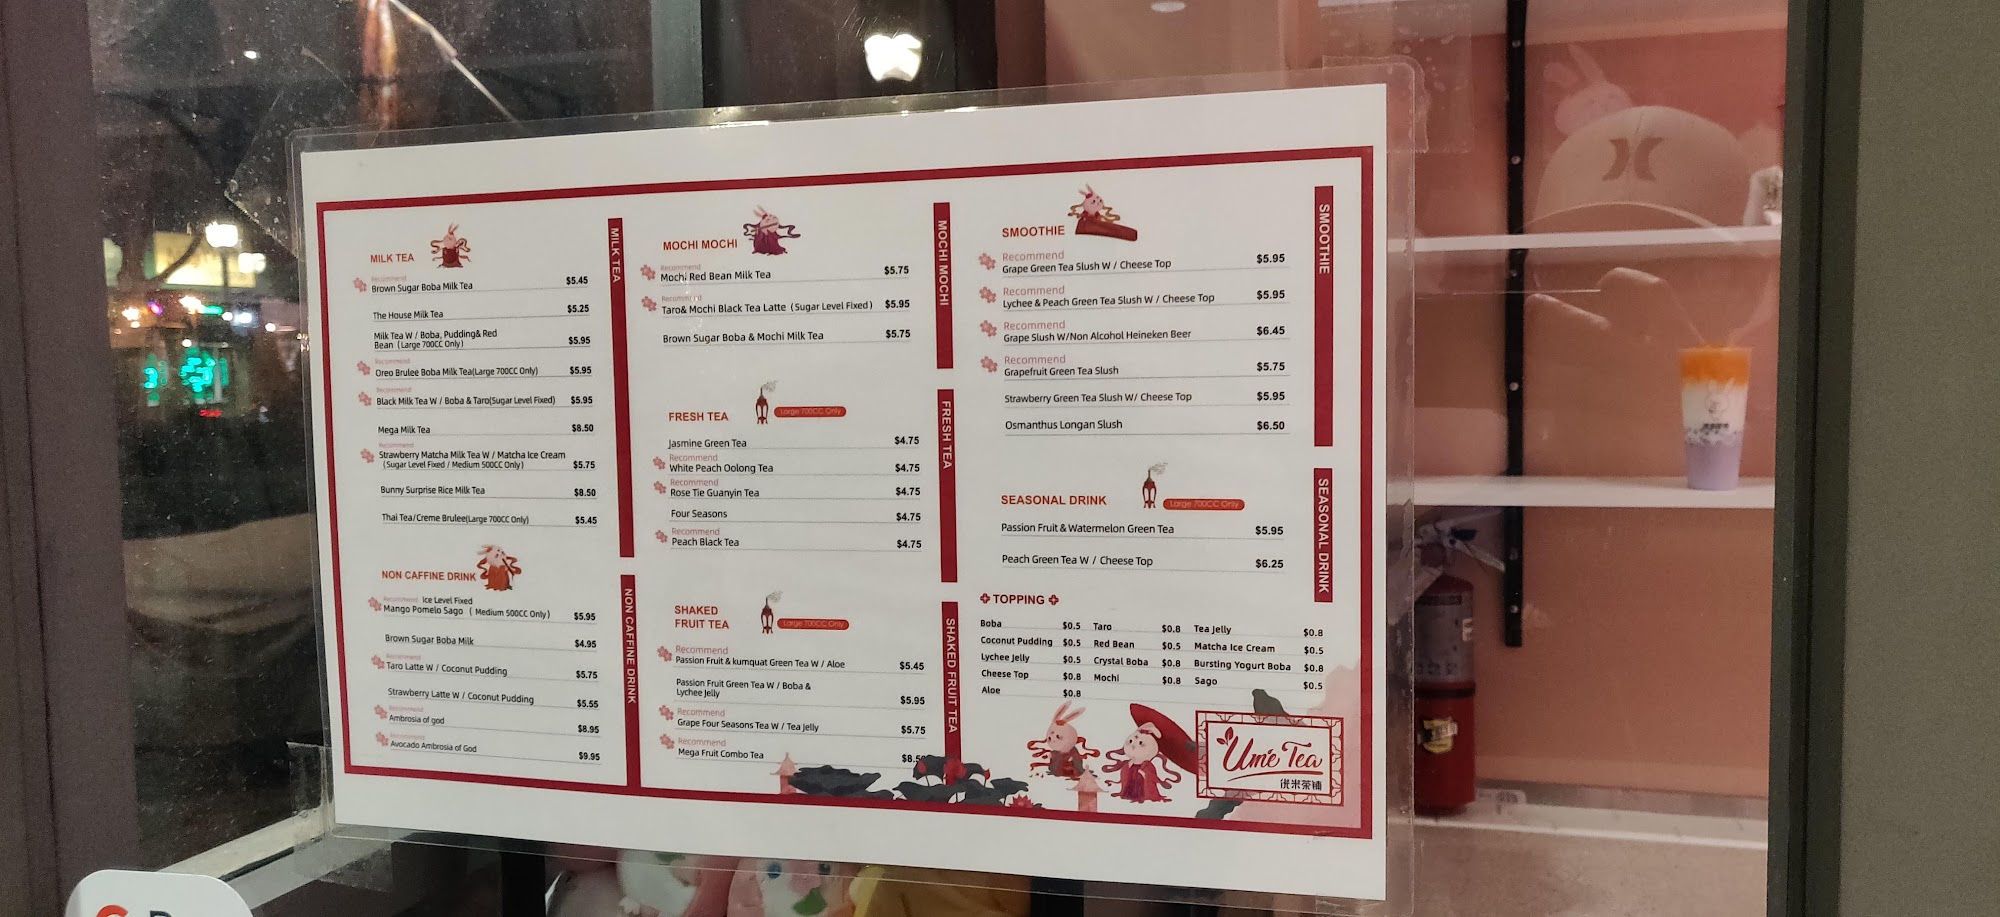 MILK TEA
Recommend
Brown Sugar Boba Milk Tea $5.45
The House Milk Tea $5.25
Milk Tea W / Boba, Pudding& Red
Bean ( Large 700CC Only) $5.95
Recommend
Oreo Brulee Boba Milk Tea(Large 700CC Only) $5.95
Recommend
Black Milk Tea W / Boba & Taro(Sugar Level Fixed) $5.95
Mega Milk Tea $8.50
Recommend
Strawberry Matcha Milk Tea W / Matcha Ice Cream
(Sugar Level Fixed / Medium 500CC Only) $5.75
Bunny Surprise Rice Milk Tea $8.50
Thai Tea/Creme Brulee(Large 700CC Only) $5.45
MILK TEA
NON CAFFINE DRINK
Recommend Ice Level Fixed
Mango Pomelo Sago ( Medium 500CC Only) $5.95
Brown Sugar Boba Milk $4.95
Recommend
Taro Latte W / Coconut Pudding $5.75
Strawberry Latte W / Coconut Pudding $5.55
Recommend
Ambrosia of god $8.95
Recommend
Avocado Ambrosia of God $9.95
NON CAFFINE DRINK
MOCHI MOCHI
Recommend
Mochi Red Bean Milk Tea $5.75
Recommend
Taro& Mochi Black Tea Latte ( Sugar Level Fixed ) $5.95
Brown Sugar Boba & Mochi Milk Tea $5.75
MOCHI MOCHI
FRESH TEA
Large 700CC Only
Jasmine Green Tea $4.75
Recommend
White Peach Oolong Tea $4.75
Recommend
Rose Tie Guanyin Tea $4.75
Four Seasons $4.75
Recommend
Peach Black Tea $4.75
FRESH TEA
SHAKED
FRUIT TEA
Large 700CC Only
Recommend
Passion Fruit & kumquat Green Tea W / Aloe $5.45
Passion Fruit Green Tea W / Boba &
Lychee Jelly $5.95
Recommend
Grape Four Seasons Tea W / Tea Jelly $5.75
Recommend
Mega Fruit Combo Tea $8.50
SHAKED FRUIT TEA
SMOOTHIE
Recommend
Grape Green Tea Slush W / Cheese Top $5.95
Recommend
Lychee & Peach Green Tea Slush W / Cheese Top $5.95
Recommend
Grape Slush W/Non Alcohol Heineken Beer $6.45
Recommend
Grapefruit Green Tea Slush $5.75
Strawberry Green Tea Slush W/ Cheese Top $5.95
Osmanthus Longan Slush $6.50
SMOOTHIE
SEASONAL DRINK
Large 700CC Only
Passion Fruit & Watermelon Green Tea $5.95
Peach Green Tea W / Cheese Top $6.25
SEASONAL DRINK
TOPPING
Boba $0.5 Taro $0.8 Tea Jelly $0.8
Coconut Pudding $0.5 Red Bean $0.5 Matcha Ice Cream $0.5
Lychee Jelly $0.5 Crystal Boba $0.8 Bursting Yogurt Boba $0.8
Cheese Top $0.8 Mochi $0.8 Sago $0.5
Aloe $0.8
Ume Tea
米茶铺